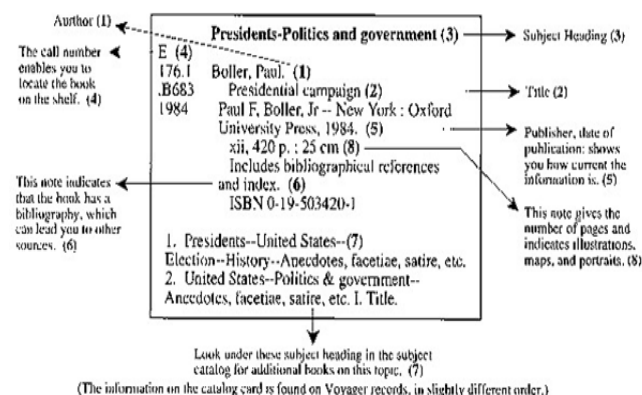 Aurhor (1)
The call number
enables you to
locate the book
on the shelf. (4)
This note indicates
that the book has a
bibliography, which
can lead you to other
sources. (6)
Presidents-Politics and government (3)
E (4)
176.1 Boller, Paul. (1)
.B683 Presidential campaign (2)
1984 Paul F, Boller, Jr -- New York : Oxford
University Press, 1984. (5)
xii, 420 p. : 25 cm (8)
Includes bibliographical references
and index. (6)
ISBN 0-19-503420-1
1. Presidents--United States--(7)
Election--History--Anecdotes, facetiae, satire, etc.
2. United States--Politics & government--
Anecdotes, facetiae, satire, etc. I. Title.
Subject Heading (3)
Title (2)
Publisher, date of
publication: shows
you how current the
information is. (5)
This note gives the
number of pages and
indicates illustrations,
maps, and portraits. (8)
Look under these subject heading in the subject
catalog for additional books on this topic. (7)
(The information on the catalog card is found on Voyager records, in slightly different order.)